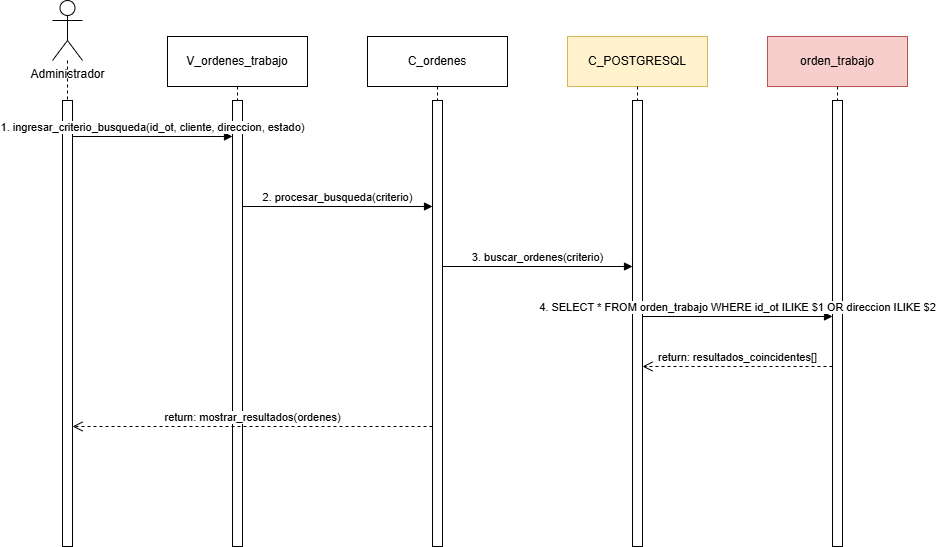 Administrador
V_ordenes_trabajo
C_ordenes
C_POSTGRESQL
orden_trabajo
1. ingresar_criterio_busqueda(id_ot, cliente, direccion, estado)
2. procesar_busqueda(criterio)
3. buscar_ordenes(criterio)
4. SELECT * FROM orden_trabajo WHERE id_ot ILIKE $1 OR direccion ILIKE $2
return: resultados_coincidentes[]
return: mostrar_resultados(ordenes)